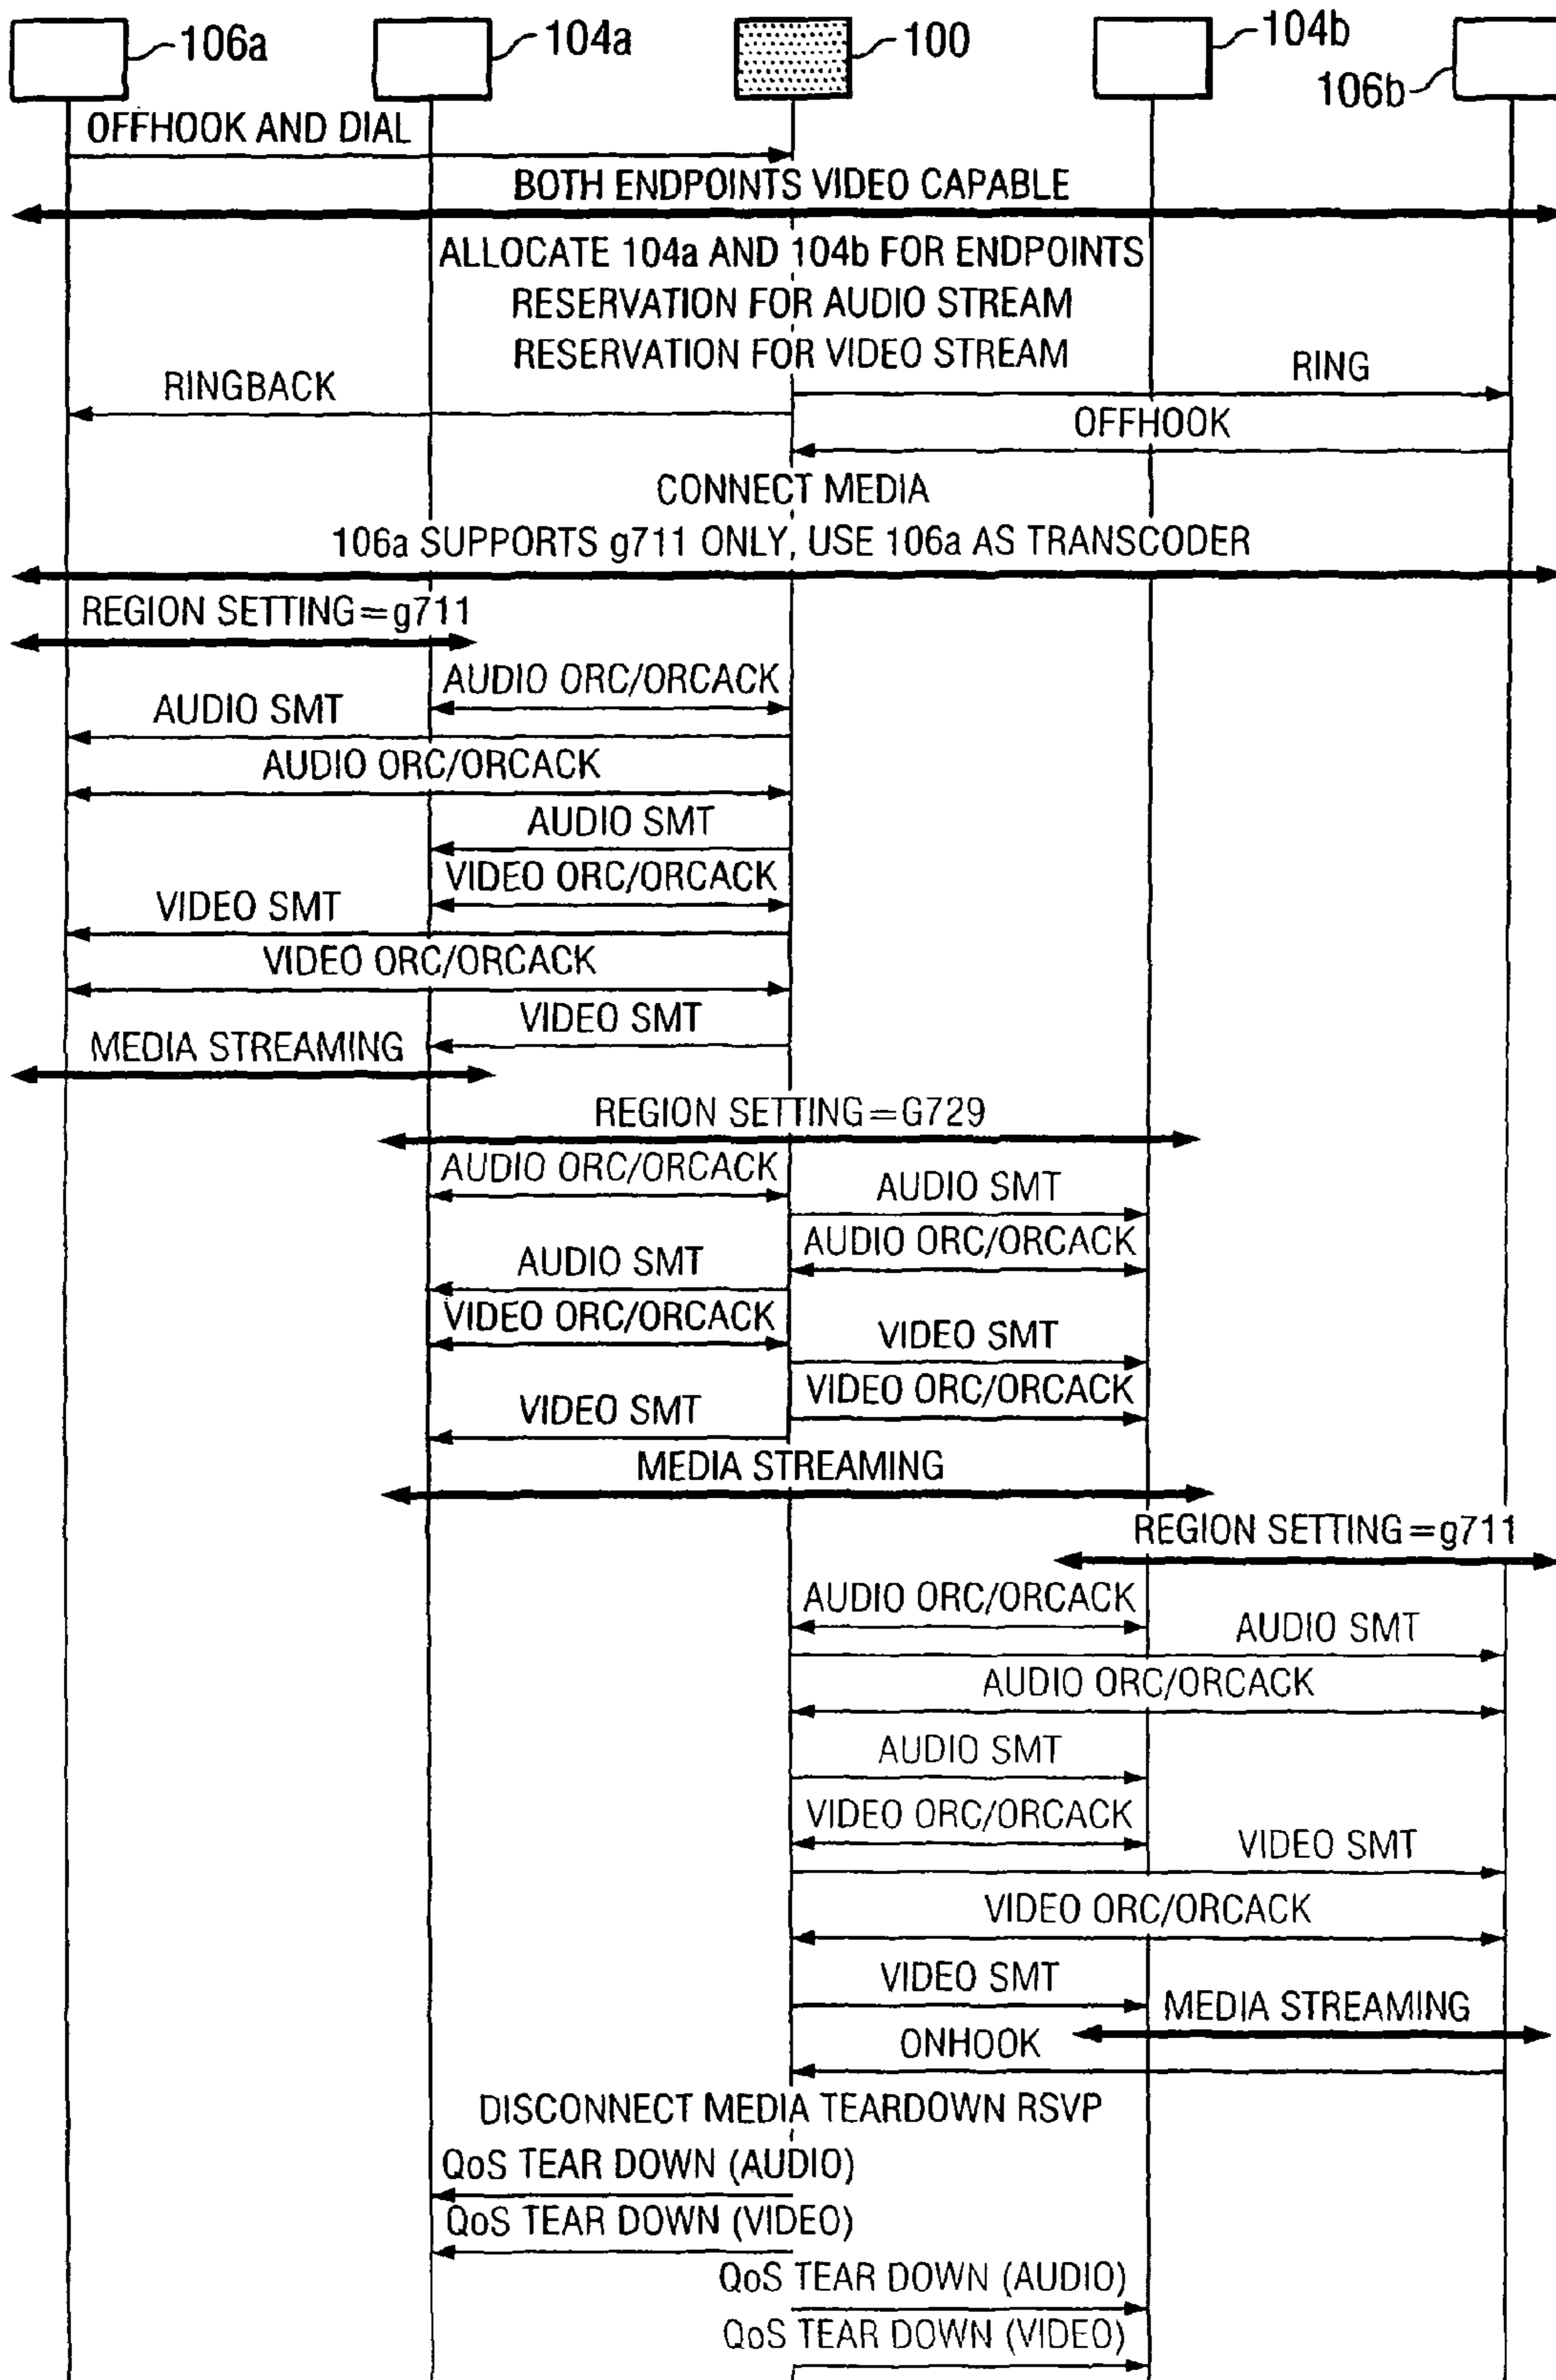 106a
104a
100
104b
106b
OFFHOOK AND DIAL
BOTH ENDPOINTS VIDEO CAPABLE
ALLOCATE 104a AND 104b FOR ENDPOINTS
RESERVATION FOR AUDIO STREAM
RESERVATION FOR VIDEO STREAM
RING
RINGBACK
OFFHOOK
CONNECT MEDIA
106a SUPPORTS g711 ONLY, USE 106a AS TRANSCODER
REGION SETTING=g711
AUDIO ORC/ORCACK
AUDIO SMT
AUDIO ORC/ORCACK
AUDIO SMT
VIDEO ORC/ORCACK
VIDEO SMT
VIDEO ORC/ORCACK
VIDEO SMT
MEDIA STREAMING
REGION SETTING=G729
AUDIO ORC/ORCACK
AUDIO SMT
AUDIO ORC/ORCACK
AUDIO SMT
VIDEO ORC/ORCACK
VIDEO SMT
VIDEO ORC/ORCACK
VIDEO SMT
MEDIA STREAMING
REGION SETTING=g711
AUDIO ORC/ORCACK
AUDIO SMT
AUDIO ORC/ORCACK
AUDIO SMT
VIDEO ORC/ORCACK
VIDEO SMT
VIDEO ORC/ORCACK
VIDEO SMT
MEDIA STREAMING
ONHOOK
DISCONNECT MEDIA TEARDOWN RSVP
QoS TEAR DOWN (AUDIO)
QoS TEAR DOWN (VIDEO)
QoS TEAR DOWN (AUDIO)
QoS TEAR DOWN (VIDEO)